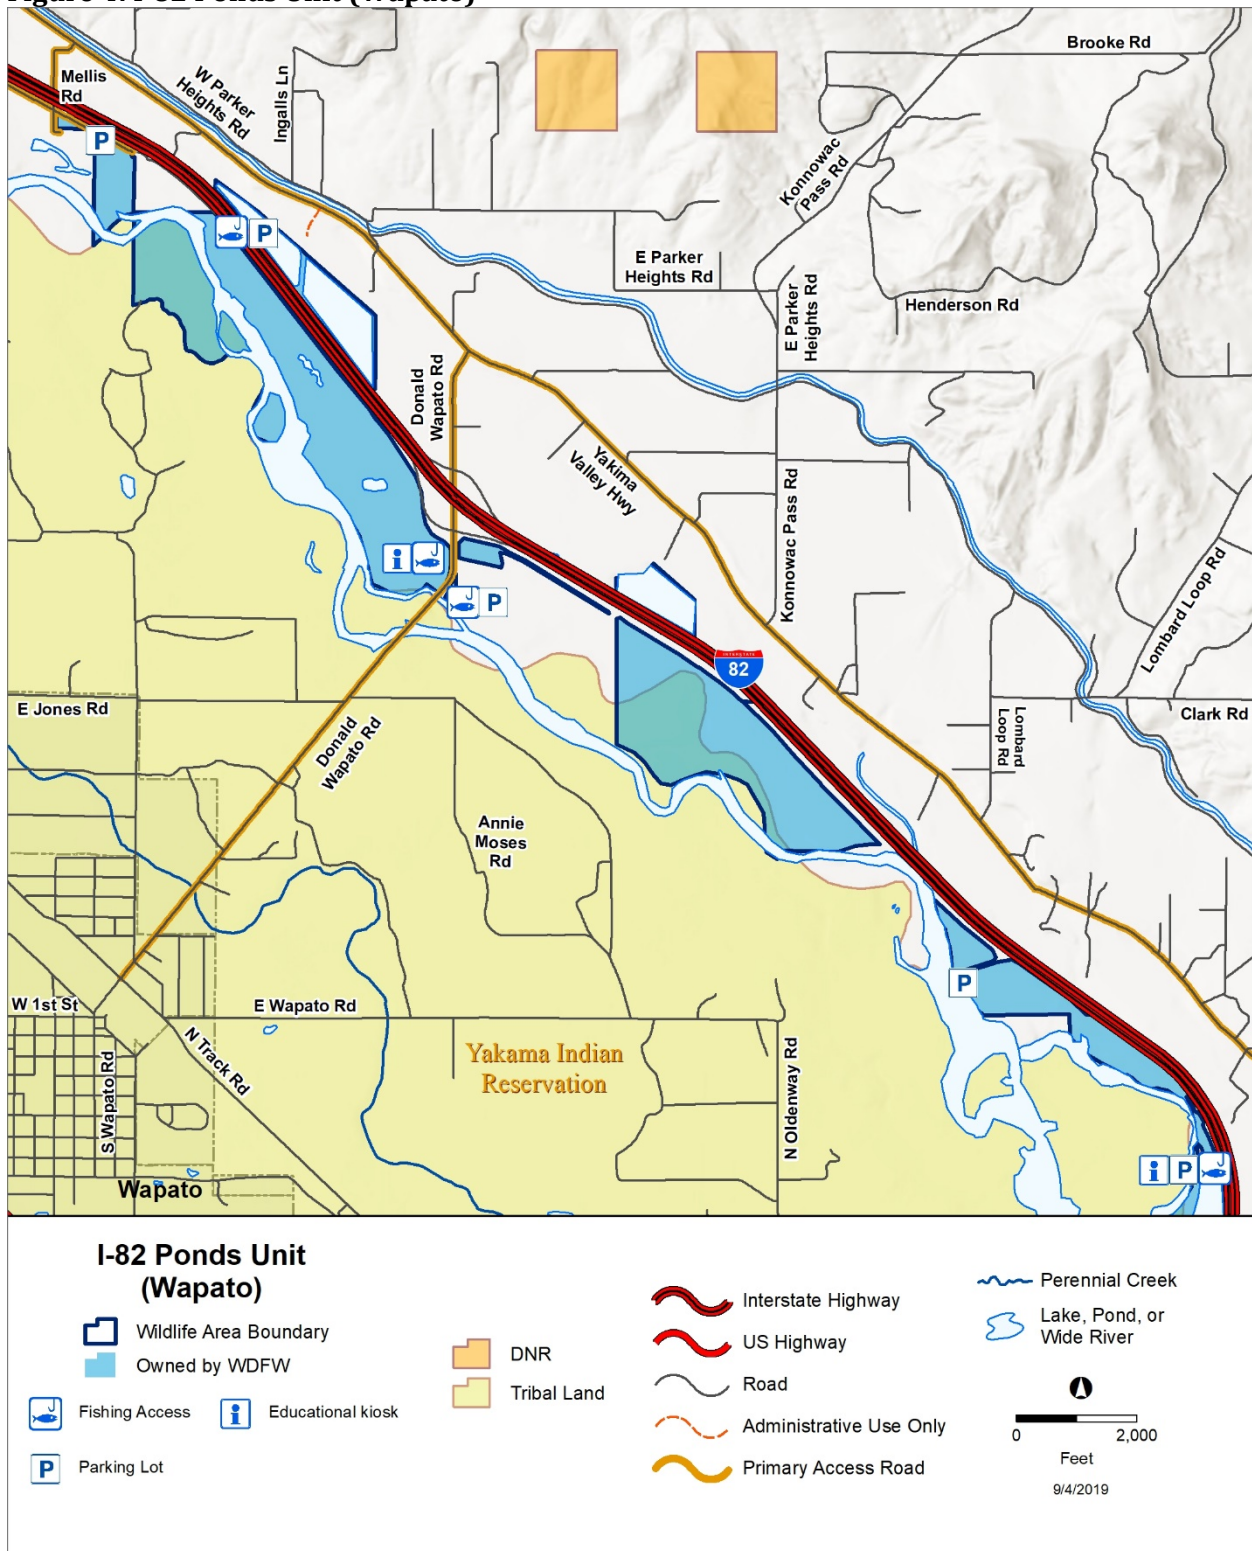 Brooke Rd
Mellis
Rd
W Parker
Heights Rd
Ingalls Ln
P
Konnowac
Pass Rd
P
E Parker
Heights Rd
Henderson Rd
E Parker
Heights Rd
Donald
Wapato Rd
Yakima
Valley Hwy
Konnowac Pass Rd
i
P
Lombard Loop Rd
INTERSTATE
82
E Jones Rd
Donald
Wapato Rd
Lombard
Loop Rd
Clark Rd
Annie
Moses
Rd
P
W 1st St
E Wapato Rd
N Track Rd
S Wapato Rd
Yakama Indian
Reservation
N Oldenway Rd
i P
Wapato
I-82 Ponds Unit
(Wapato)
Wildlife Area Boundary
Owned by WDFW
Fishing Access
i Educational kiosk
P Parking Lot
DNR
Tribal Land
Interstate Highway
US Highway
Road
Administrative Use Only
Primary Access Road
Perennial Creek
Lake, Pond, or
Wide River
0 2,000
Feet
9/4/2019